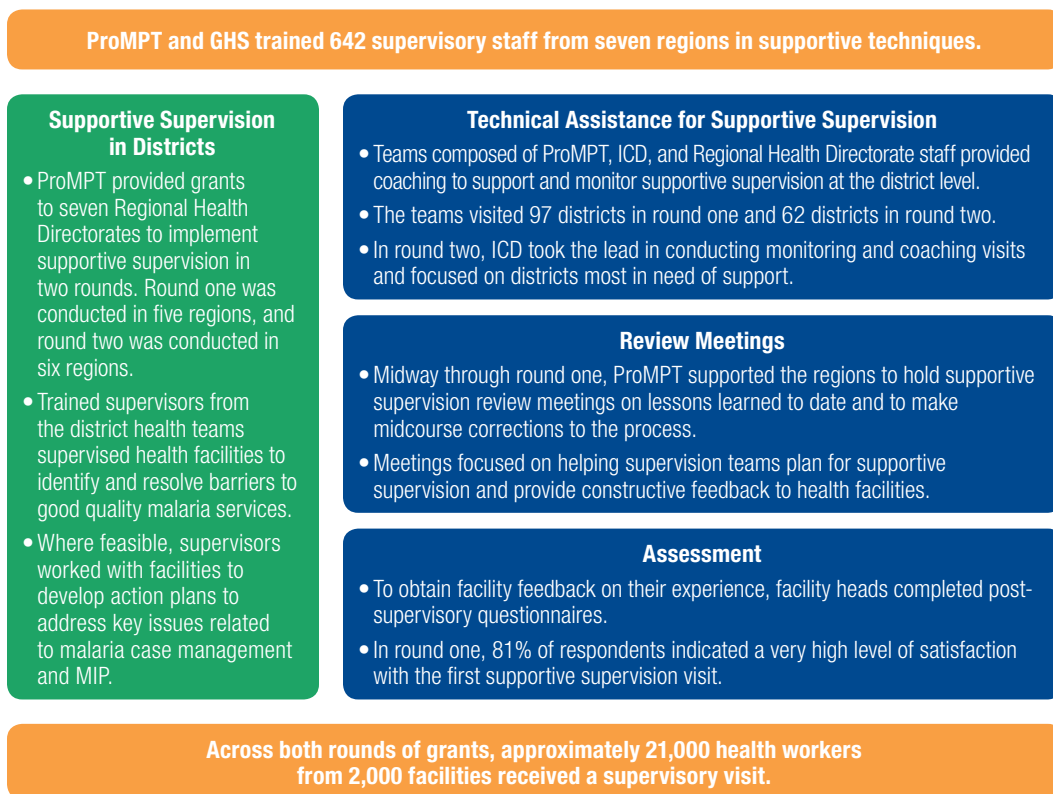 ProMPT and GHS trained 642 supervisory staff from seven regions in supportive techniques.
Supportive Supervision
in Districts
• ProMPT provided grants
to seven Regional Health
Directorates to implement
supportive supervision in
two rounds. Round one was
conducted in five regions, and
round two was conducted in
six regions.
• Trained supervisors from
the district health teams
supervised health facilities to
identify and resolve barriers to
good quality malaria services.
• Where feasible, supervisors
worked with facilities to
develop action plans to
address key issues related
to malaria case management
and MIP.
Technical Assistance for Supportive Supervision
• Teams composed of ProMPT, ICD, and Regional Health Directorate staff provided
coaching to support and monitor supportive supervision at the district level.
• The teams visited 97 districts in round one and 62 districts in round two.
• In round two, ICD took the lead in conducting monitoring and coaching visits
and focused on districts most in need of support.
Review Meetings
• Midway through round one, ProMPT supported the regions to hold supportive
supervision review meetings on lessons learned to date and to make
midcourse corrections to the process.
• Meetings focused on helping supervision teams plan for supportive
supervision and provide constructive feedback to health facilities.
Assessment
• To obtain facility feedback on their experience, facility heads completed post-
supervisory questionnaires.
• In round one, 81% of respondents indicated a very high level of satisfaction
with the first supportive supervision visit.
Across both rounds of grants, approximately 21,000 health workers
from 2,000 facilities received a supervisory visit.